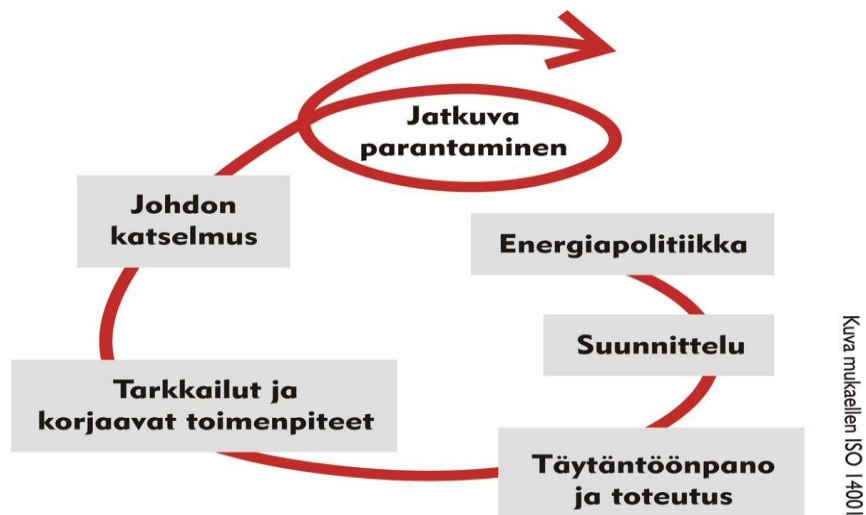 Jatkuva
parantaminen
Johdon
katselmus
Energiapolitiikka
Suunnittelu
Tarkkailut ja
korjaavat toimenpiteet
Täytäntöönpano
ja toteutus
Kuva mukaellen ISO 14001